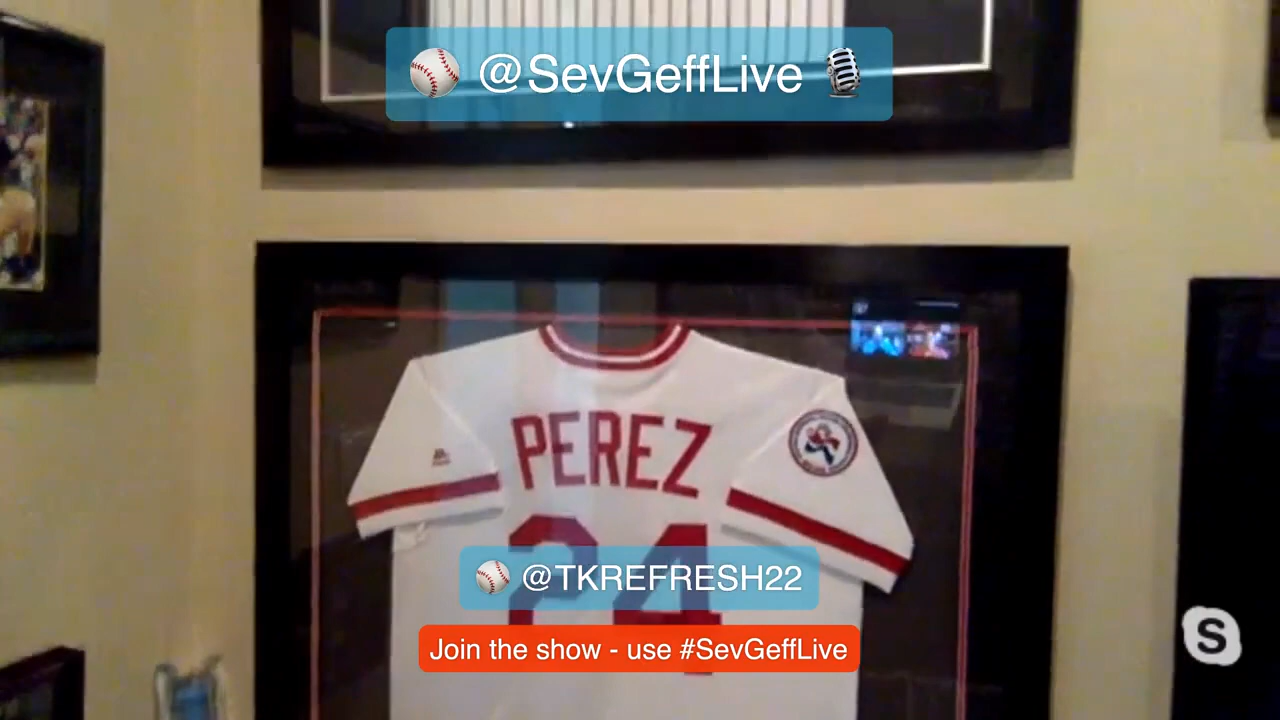 @SevGeffLive
PEREZ
24
@TKREFRESH22
Join the show - use #SevGeffLive
S